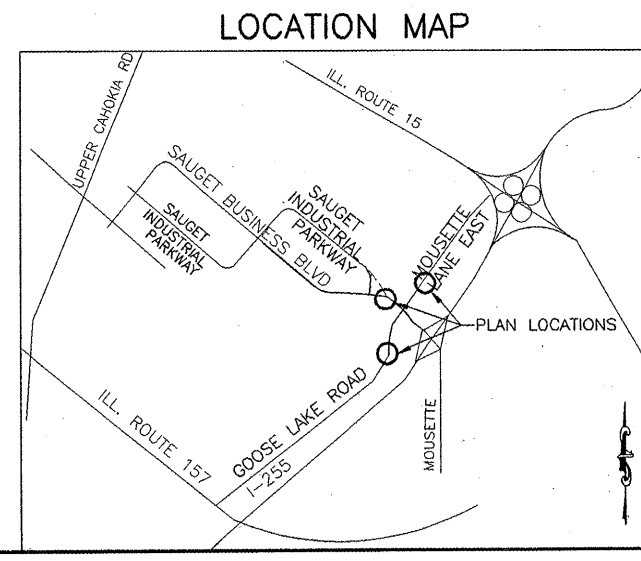 LOCATION MAP
UPPER CAHOKIA RD
ILL. ROUTE 15
SAUGET BUSINESS BLVD
SAUGET
INDUSTRIAL
PARKWAY
SAUGET
INDUSTRIAL
PARKWAY
MOUSETTE
LANE EAST
PLAN LOCATIONS
GOOSE LAKE ROAD
I-255
ILL. ROUTE 157
MOUSETTE